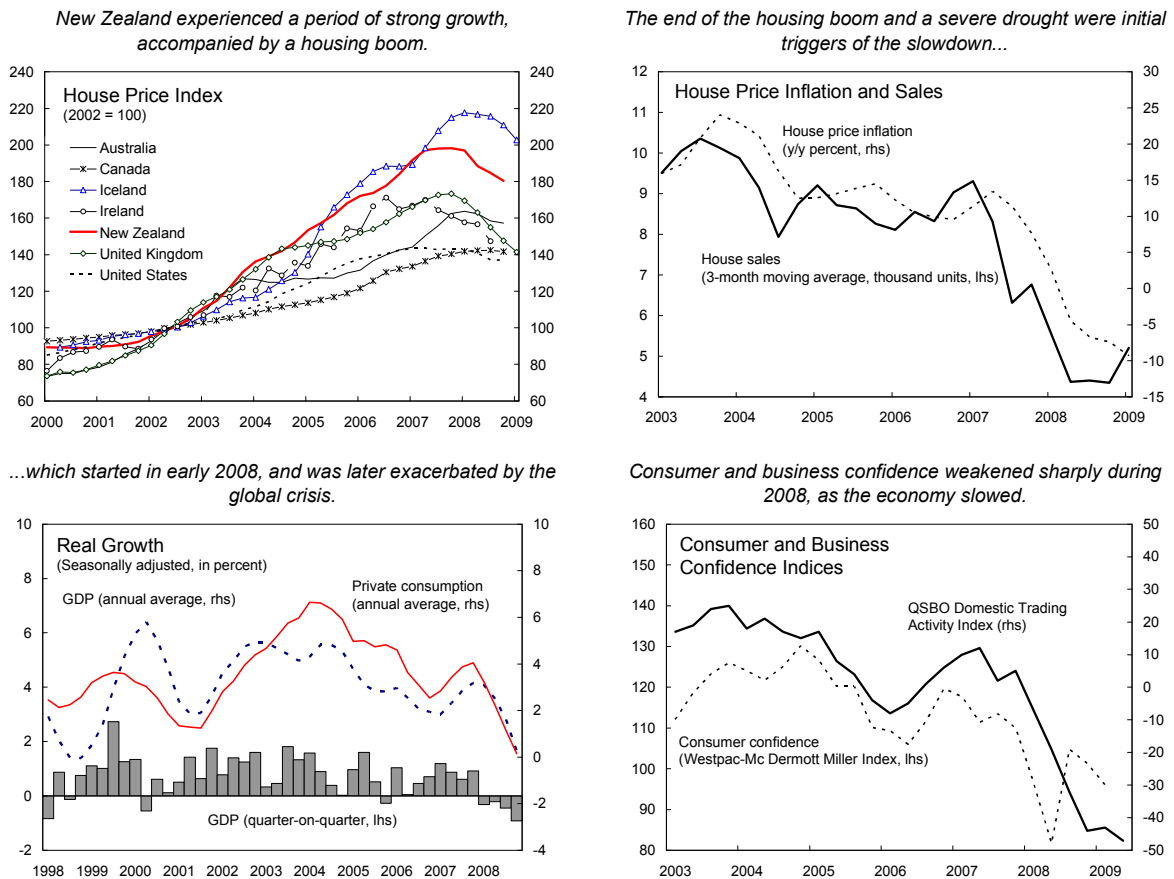 New Zealand experienced a period of strong growth,
accompanied by a housing boom.
240 240
220 220
200 200
180 180
160 160
140 140
120 120
100 100
80 80
60 60
House Price Index
(2002 = 100)
Australia
Canada
Iceland
Ireland
New Zealand
United Kingdom
United States
2000 2001 2002 2003 2004 2005 2006 2007 2008 2009
The end of the housing boom and a severe drought were initial
triggers of the slowdown...
12 30
11 25
10 20
9 15
8 10
7 5
6 0
5 -5
4 -10
-15
House Price Inflation and Sales
House price inflation
(y/y percent, rhs)
House sales
(3-month moving average, thousand units, lhs)
2003 2004 2005 2006 2007 2008 2009
...which started in early 2008, and was later exacerbated by the
global crisis.
10 10
8 8
6 6
4 4
2 2
0 0
-2 -2
-4
Real Growth
(Seasonally adjusted, in percent)
GDP (annual average, rhs)
Private consumption
(annual average, rhs)
GDP (quarter-on-quarter, lhs)
1998 1999 2000 2001 2002 2003 2004 2005 2006 2007 2008
Consumer and business confidence weakened sharply during
2008, as the economy slowed.
160 50
150 40
140 30
130 20
120 10
110 0
100 -10
90 -20
80 -30
-40
-50
Consumer and Business
Confidence Indices
QSBO Domestic Trading
Activity Index (rhs)
Consumer confidence
(Westpac-Mc Dermott Miller Index, lhs)
2003 2004 2005 2006 2007 2008 2009